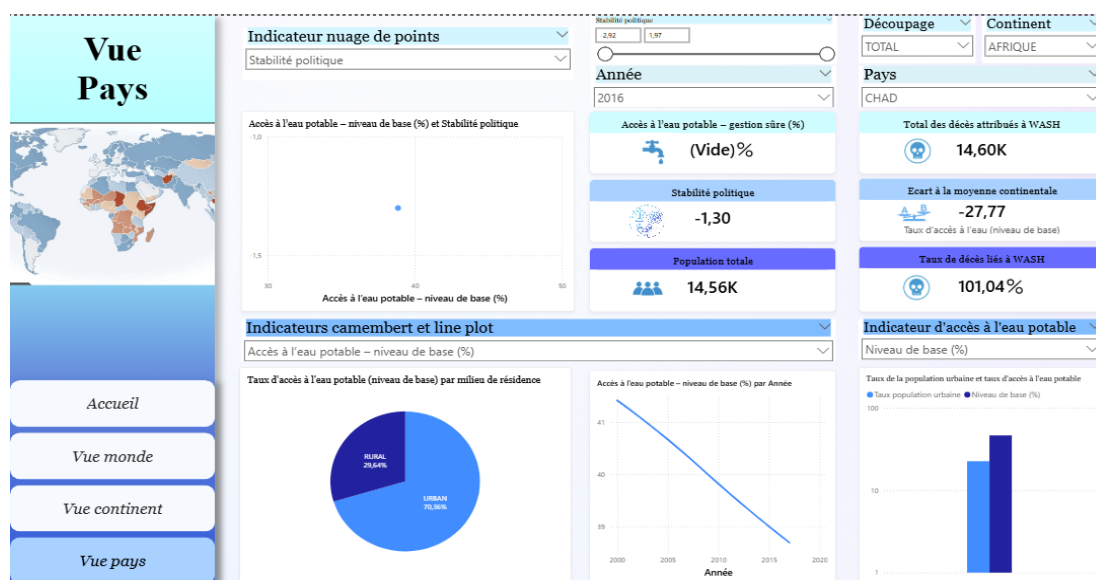 Vue
Pays
Accueil
Vue monde
Vue continent
Vue pays
Indicateur nuage de points
Stabilité politique
Stabilité politique
2,92
1,97
Année
2016
Découpage
TOTAL
Continent
AFRIQUE
Pays
CHAD
Accès à l'eau potable – niveau de base (%) et Stabilité politique
-1,0
-1,5
30
40
50
Accès à l'eau potable – niveau de base (%)
Accès à l'eau potable – gestion sûre (%)
(Vide)%
Stabilité politique
-1,30
Population totale
14,56K
Total des décès attribués à WASH
14,60K
Ecart à la moyenne continentale
-27,77
Taux d'accès à l'eau (niveau de base)
Taux de décès liés à WASH
101,04%
Indicateurs camembert et line plot
Accès à l'eau potable – niveau de base (%)
Indicateur d'accès à l'eau potable
Niveau de base (%)
Taux d'accès à l'eau potable (niveau de base) par milieu de résidence
RURAL
29,64%
URBAN
70,36%
Accès à l'eau potable – niveau de base (%) par Année
41
40
39
2000
2005
2010
2015
2020
Année
Taux de la population urbaine et taux d'accès à l'eau potable
Taux population urbaine
Niveau de base (%)
100
10
1